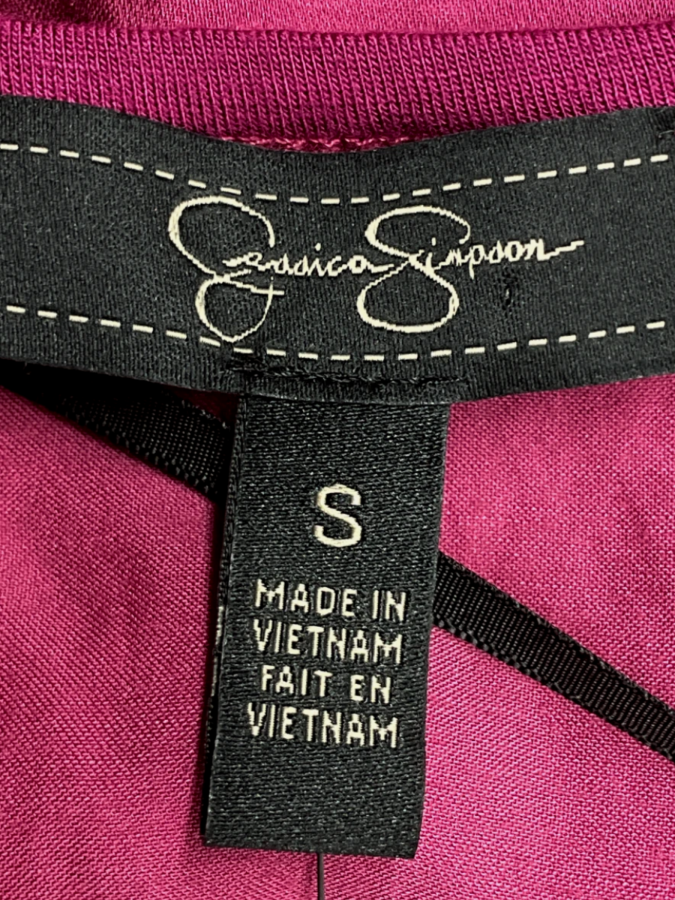 Jessica Simpson
S
MADE IN
VIETNAM
FAIT EN
VIETNAM